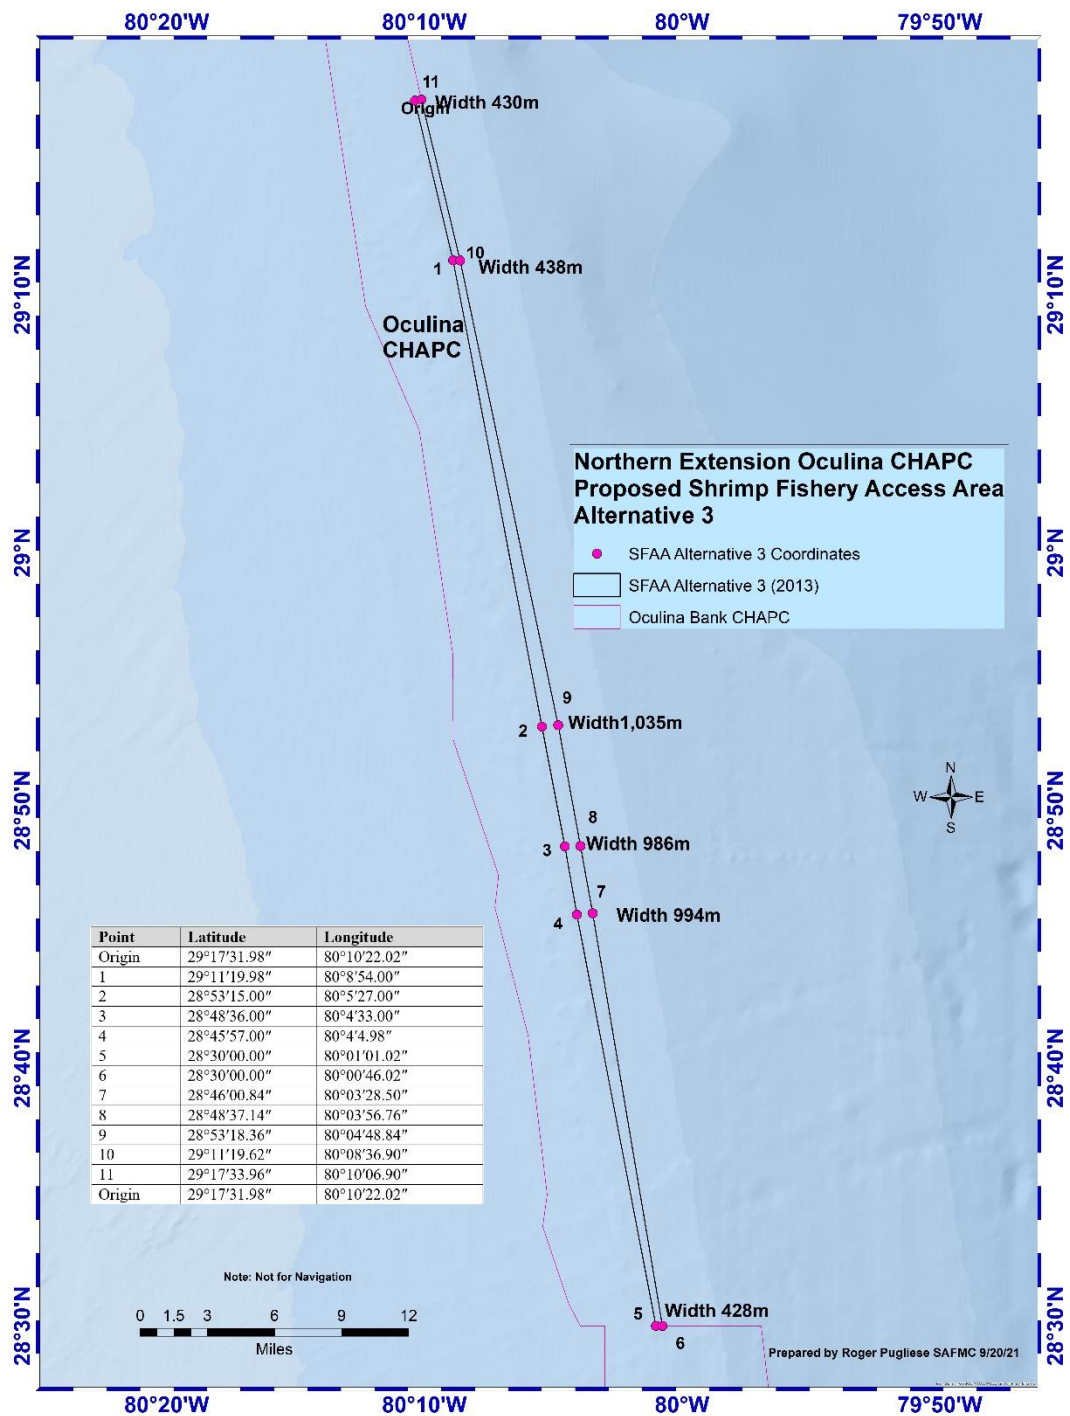 80°20'W 80°10'W 80°0'W 79°50'W
11
Width 430m
Origin
10
1
Width 438m
29°10'N
29°10'N
Oculina
CHAPC
Northern Extension Oculina CHAPC
Proposed Shrimp Fishery Access Area
Alternative 3
SFAA Alternative 3 Coordinates
SFAA Alternative 3 (2013)
Oculina Bank CHAPC
29°N
29°N
9
2
Width1,035m
N
W E
S
28°50'N
28°50'N
8
3
Width 986m
7
4
Width 994m
Point Latitude Longitude
Origin 29°17′31.98″ 80°10′22.02″
1 29°11′19.98″ 80°8′54.00″
2 28°53′15.00″ 80°5′27.00″
3 28°48′36.00″ 80°4′33.00″
4 28°45′57.00″ 80°4′4.98″
5 28°30′00.00″ 80°01′01.02″
6 28°30′00.00″ 80°00′46.02″
7 28°46′00.84″ 80°03′28.50″
8 28°48′37.14″ 80°03′56.76″
9 28°53′18.36″ 80°04′48.84″
10 29°11′19.62″ 80°08′36.90″
11 29°17′33.96″ 80°10′06.90″
Origin 29°17′31.98″ 80°10′22.02″
28°40'N
28°40'N
Note: Not for Navigation
0 1.5 3 6 9 12
Miles
5
Width 428m
6
28°30'N
28°30'N
Prepared by Roger Pugliese SAFMC 9/20/21
80°20'W 80°10'W 80°0'W 79°50'W